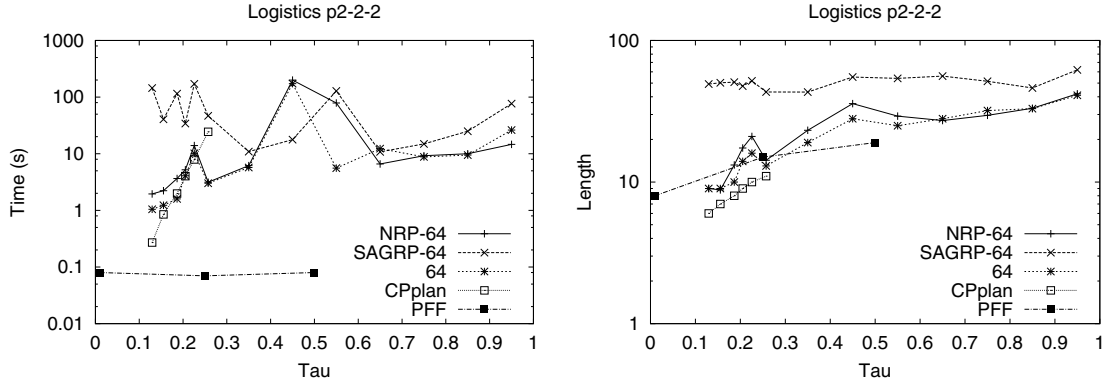 Logistics p2-2-2
1000
100
10
1
0.1
0.01
Time (s)
0 0.1 0.2 0.3 0.4 0.5 0.6 0.7 0.8 0.9 1
Tau
NRP-64
SAGRP-64
64
CPplan
PFF
Logistics p2-2-2
100
10
1
Length
0 0.1 0.2 0.3 0.4 0.5 0.6 0.7 0.8 0.9 1
Tau
NRP-64
SAGRP-64
64
CPplan
PFF